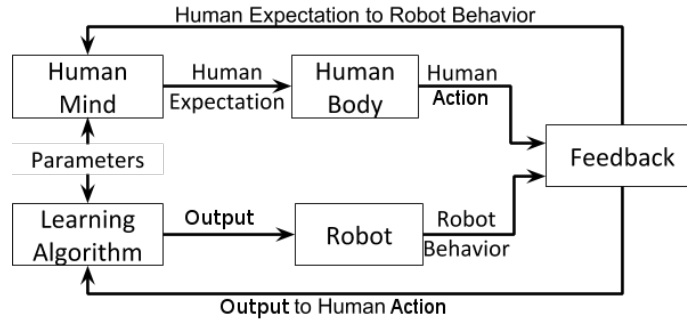 Human Expectation to Robot Behavior
Human
Mind
Human
Expectation
Human
Body
Human
Action
Parameters
Feedback
Learning
Algorithm
Output
Robot
Robot
Behavior
Output to Human Action